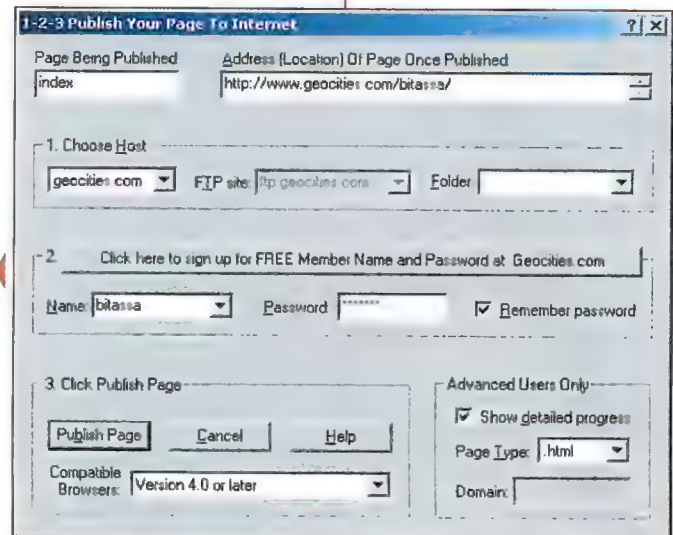 1-2-3 Publish Your Page To Internet
Page Being Published
Address (Location) Of Page Once Published
index
http://www.geocities.com/bitassa/
1. Choose Host
geocities.com
FTP site:
ftp.geocities.com
Folder
2.
Click here to sign up for FREE Member Name and Password at Geocities.com
Name:
bitassa
Password
*******
Remember password
3. Click Publish Page
Publish Page
Cancel
Help
Compatible
Browsers:
Version 4.0 or later
Advanced Users Only
Show detailed progress
Page Type:
.html
Domain: